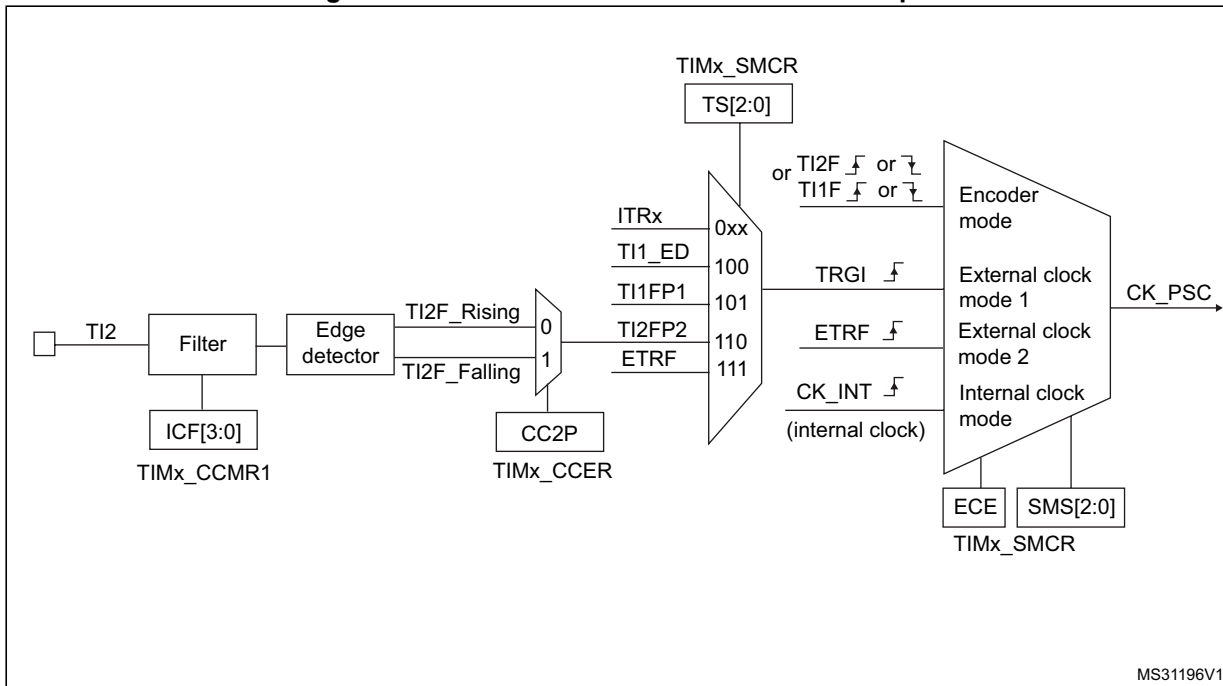 TIMx_SMCR
TS[2:0]
or TI2F or
TI1F or
Encoder
mode
ITRx
0xx
TI1_ED
100
TRGI
External clock
mode 1
CK_PSC
TI1FP1
101
TI2F_Rising
0
TI2
Filter
Edge
detector
TI2FP2
110
ETRF
External clock
mode 2
1
ETRF
111
TI2F_Falling
CK_INT
Internal clock
mode
(internal clock)
ICF[3:0]
CC2P
TIMx_CCMR1
TIMx_CCER
ECE
SMS[2:0]
TIMx_SMCR
MS31196V1